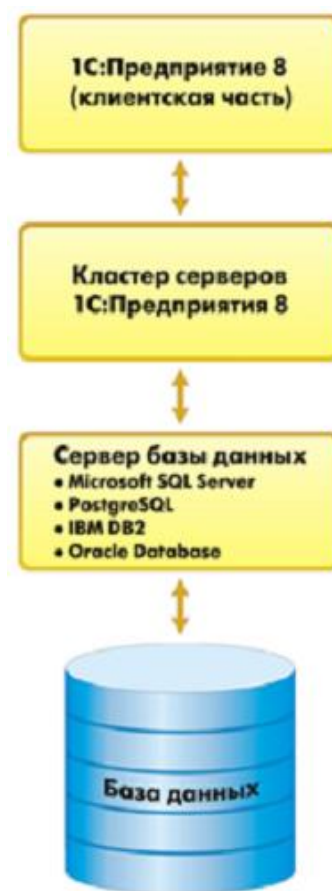 1С:Предприятие 8
(клиентская часть)
Кластер серверов
1С:Предприятия 8
Сервер базы данных
• Microsoft SQL Server
• PostgreSQL
• IBM DB2
• Oracle Database
База данных